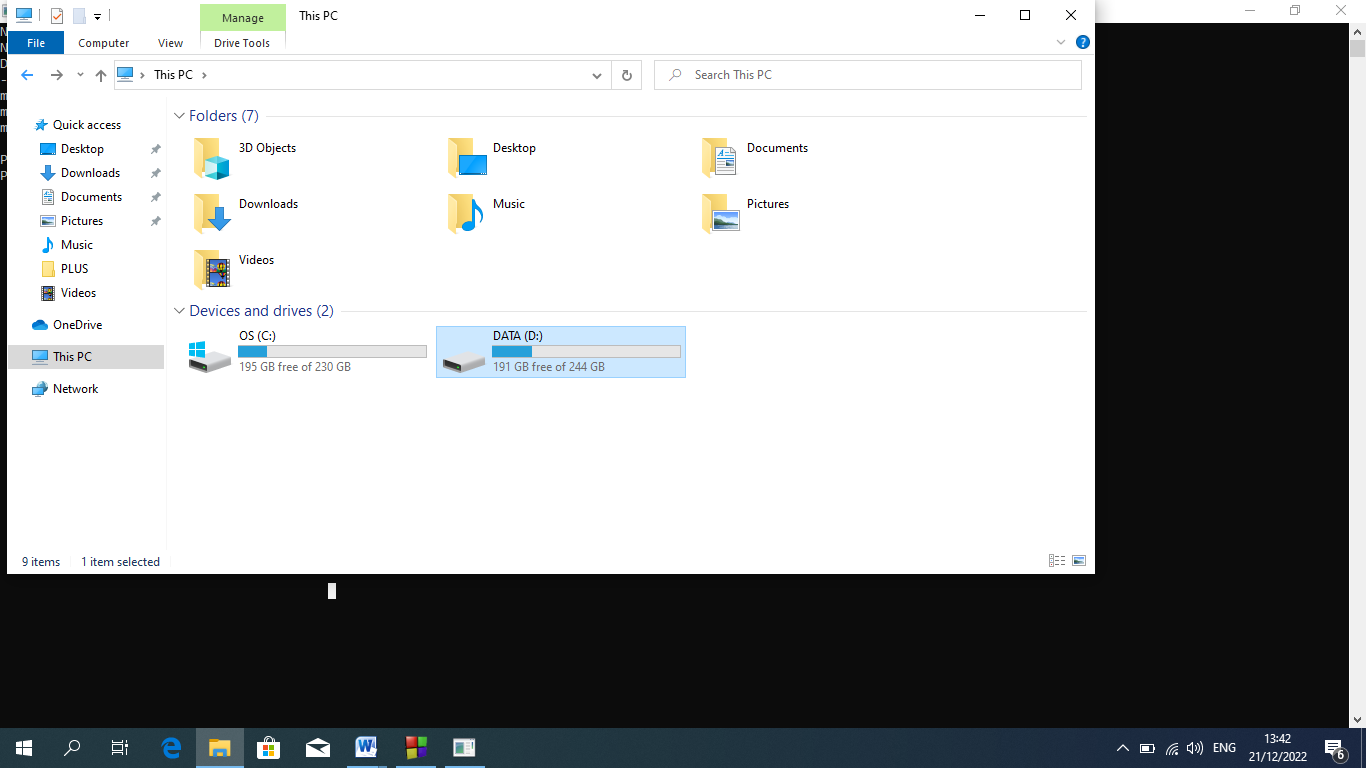 Manage
This PC
File
Computer
View
Drive Tools
This PC
Search This PC
Quick access
Desktop
Downloads
Documents
Pictures
Music
PLUS
Videos
OneDrive
This PC
Network
Folders (7)
3D Objects
Desktop
Documents
Downloads
Music
Pictures
Videos
Devices and drives (2)
OS (C:)
195 GB free of 230 GB
DATA (D:)
191 GB free of 244 GB
9 items
1 item selected
ENG
13:42
21/12/2022
6